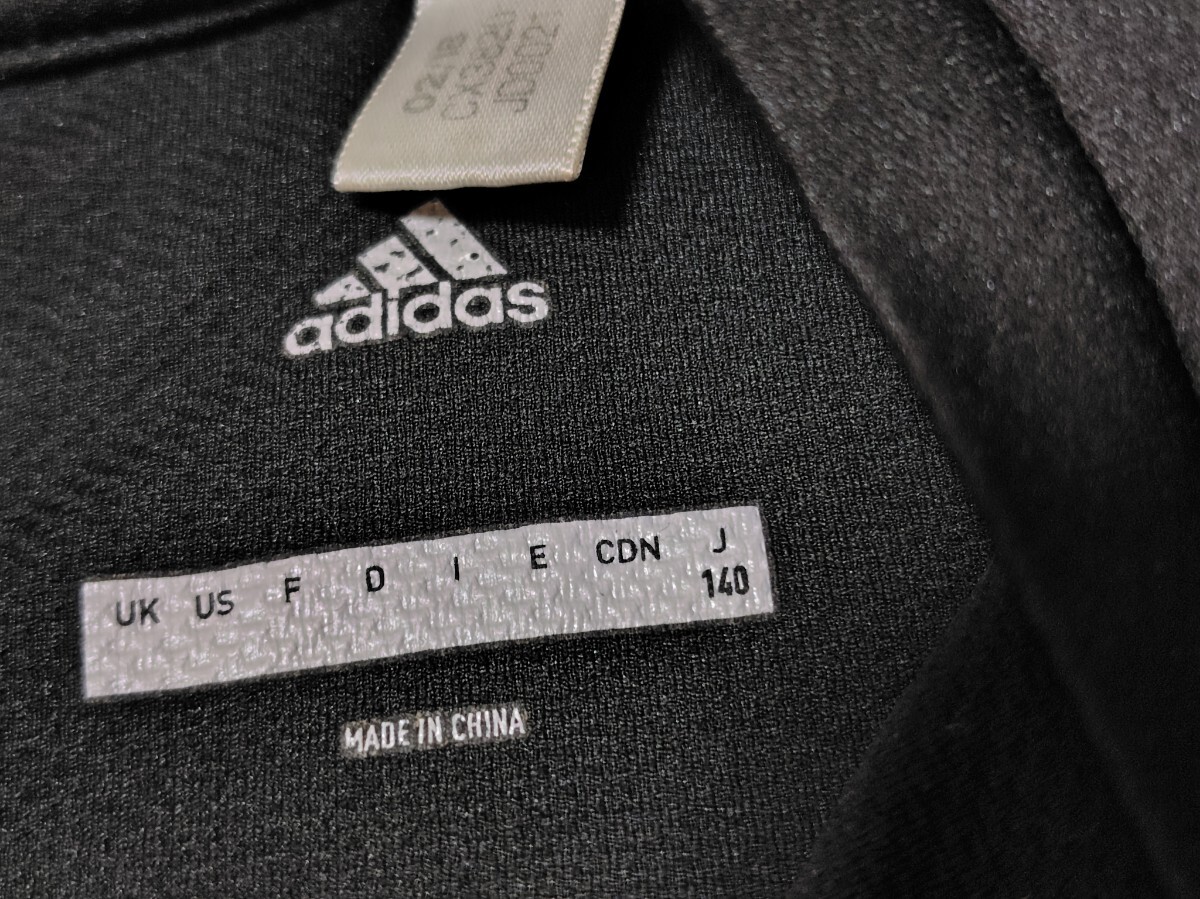 adidas
UK US F D I E CDN J
140
MADE IN CHINA